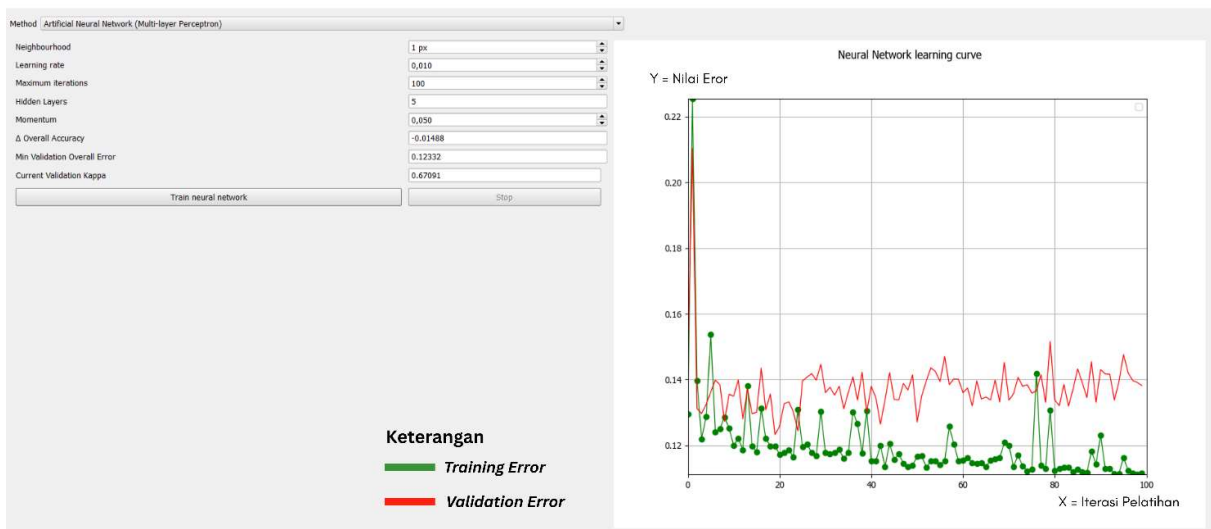 Method Artificial Neural Network (Multi-layer Perceptron)
Neighbourhood 1 px
Learning rate 0,010
Maximum iterations 100
Hidden Layers 5
Momentum 0,050
Δ Overall Accuracy -0.01488
Min Validation Overall Error 0.12332
Current Validation Kappa 0.67091
Train neural network Stop
Keterangan
Training Error
Validation Error
Neural Network learning curve
Y = Nilai Eror
0.22
0.20
0.18
0.16
0.14
0.12
0 20 40 60 80 100
X = Iterasi Pelatihan